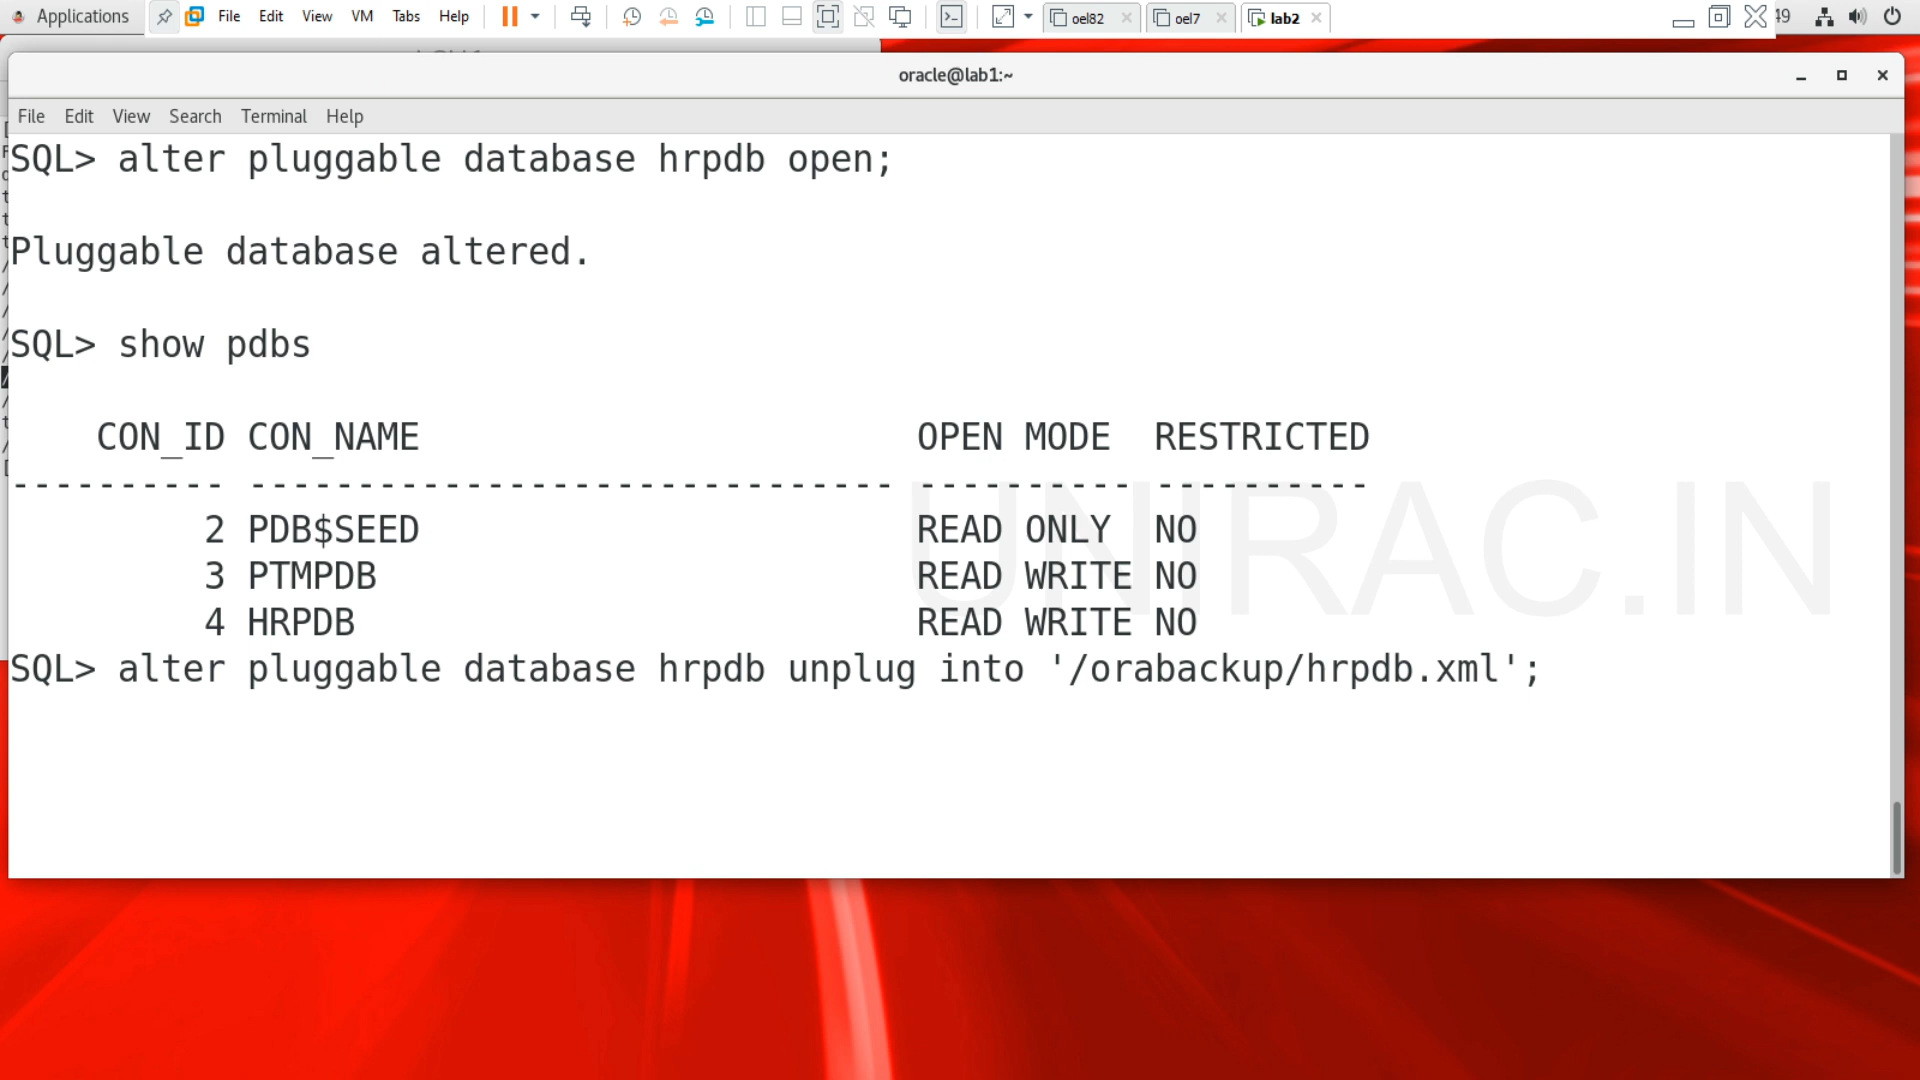 Applications File Edit View VM Tabs Help oel82 oel7 lab2 49
oracle@lab1:~
File Edit View Search Terminal Help
SQL> alter pluggable database hrpdb open;
Pluggable database altered.
SQL> show pdbs
CON_ID CON_NAME OPEN MODE RESTRICTED
---------- ------------------------------ ---------- ----------
2 PDB$SEED READ ONLY NO
3 PTMPDB READ WRITE NO
4 HRPDB READ WRITE NO
SQL> alter pluggable database hrpdb unplug into '/orabackup/hrpdb.xml';
UNIRAC.IN